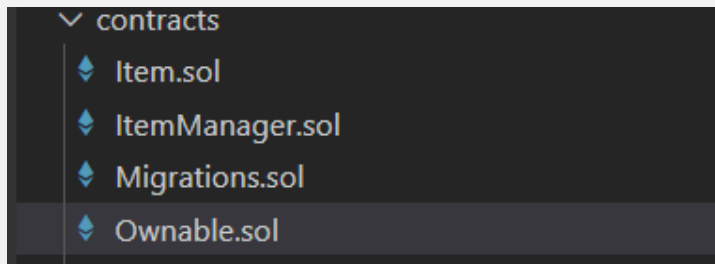 contracts
Item.sol
ItemManager.sol
Migrations.sol
Ownable.sol